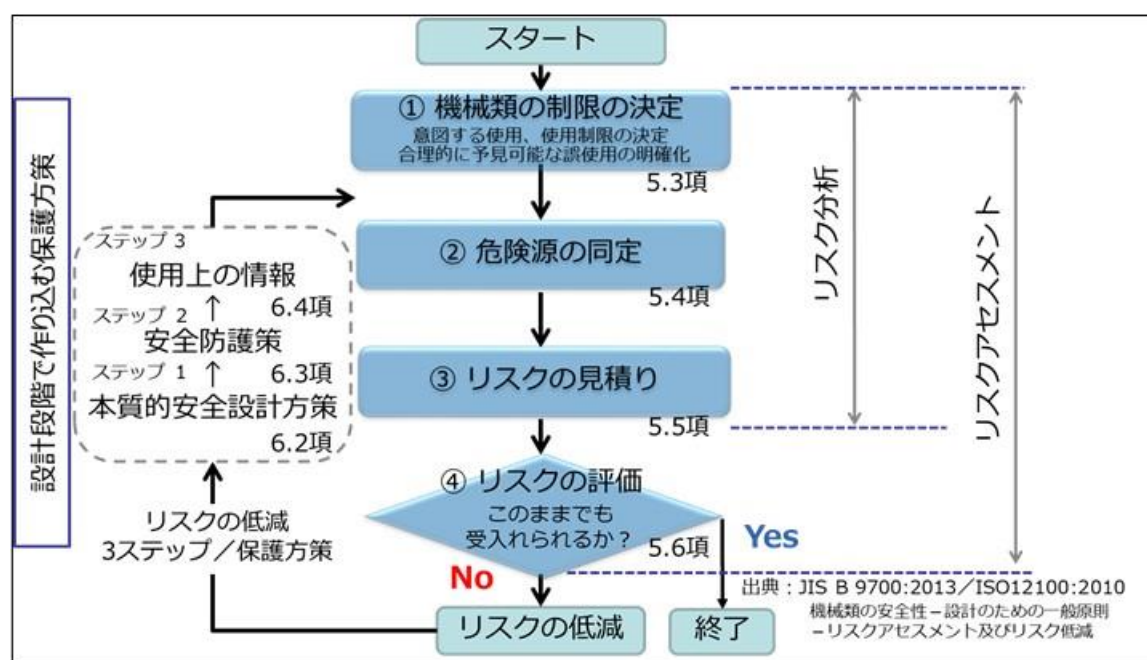 スタート
① 機械類の制限の決定
意図する使用、使用制限の決定
合理的に予見可能な誤使用の明確化
5.3項
② 危険源の同定
5.4項
③ リスクの見積り
5.5項
④ リスクの評価
このままでも
受入れられるか?
5.6項
Yes
No
リスクの低減
終了
リスクの低減
3ステップ/保護方策
設計段階で作り込む保護方策
ステップ 3
使用上の情報
↑ 6.4項
ステップ 2
安全防護策
ステップ 1 ↑ 6.3項
本質的安全設計方策
6.2項
リスク分析
リスクアセスメント
出典:JIS B 9700:2013/ISO12100:2010
機械類の安全性-設計のための一般原則
-リスクアセスメント及びリスク低減